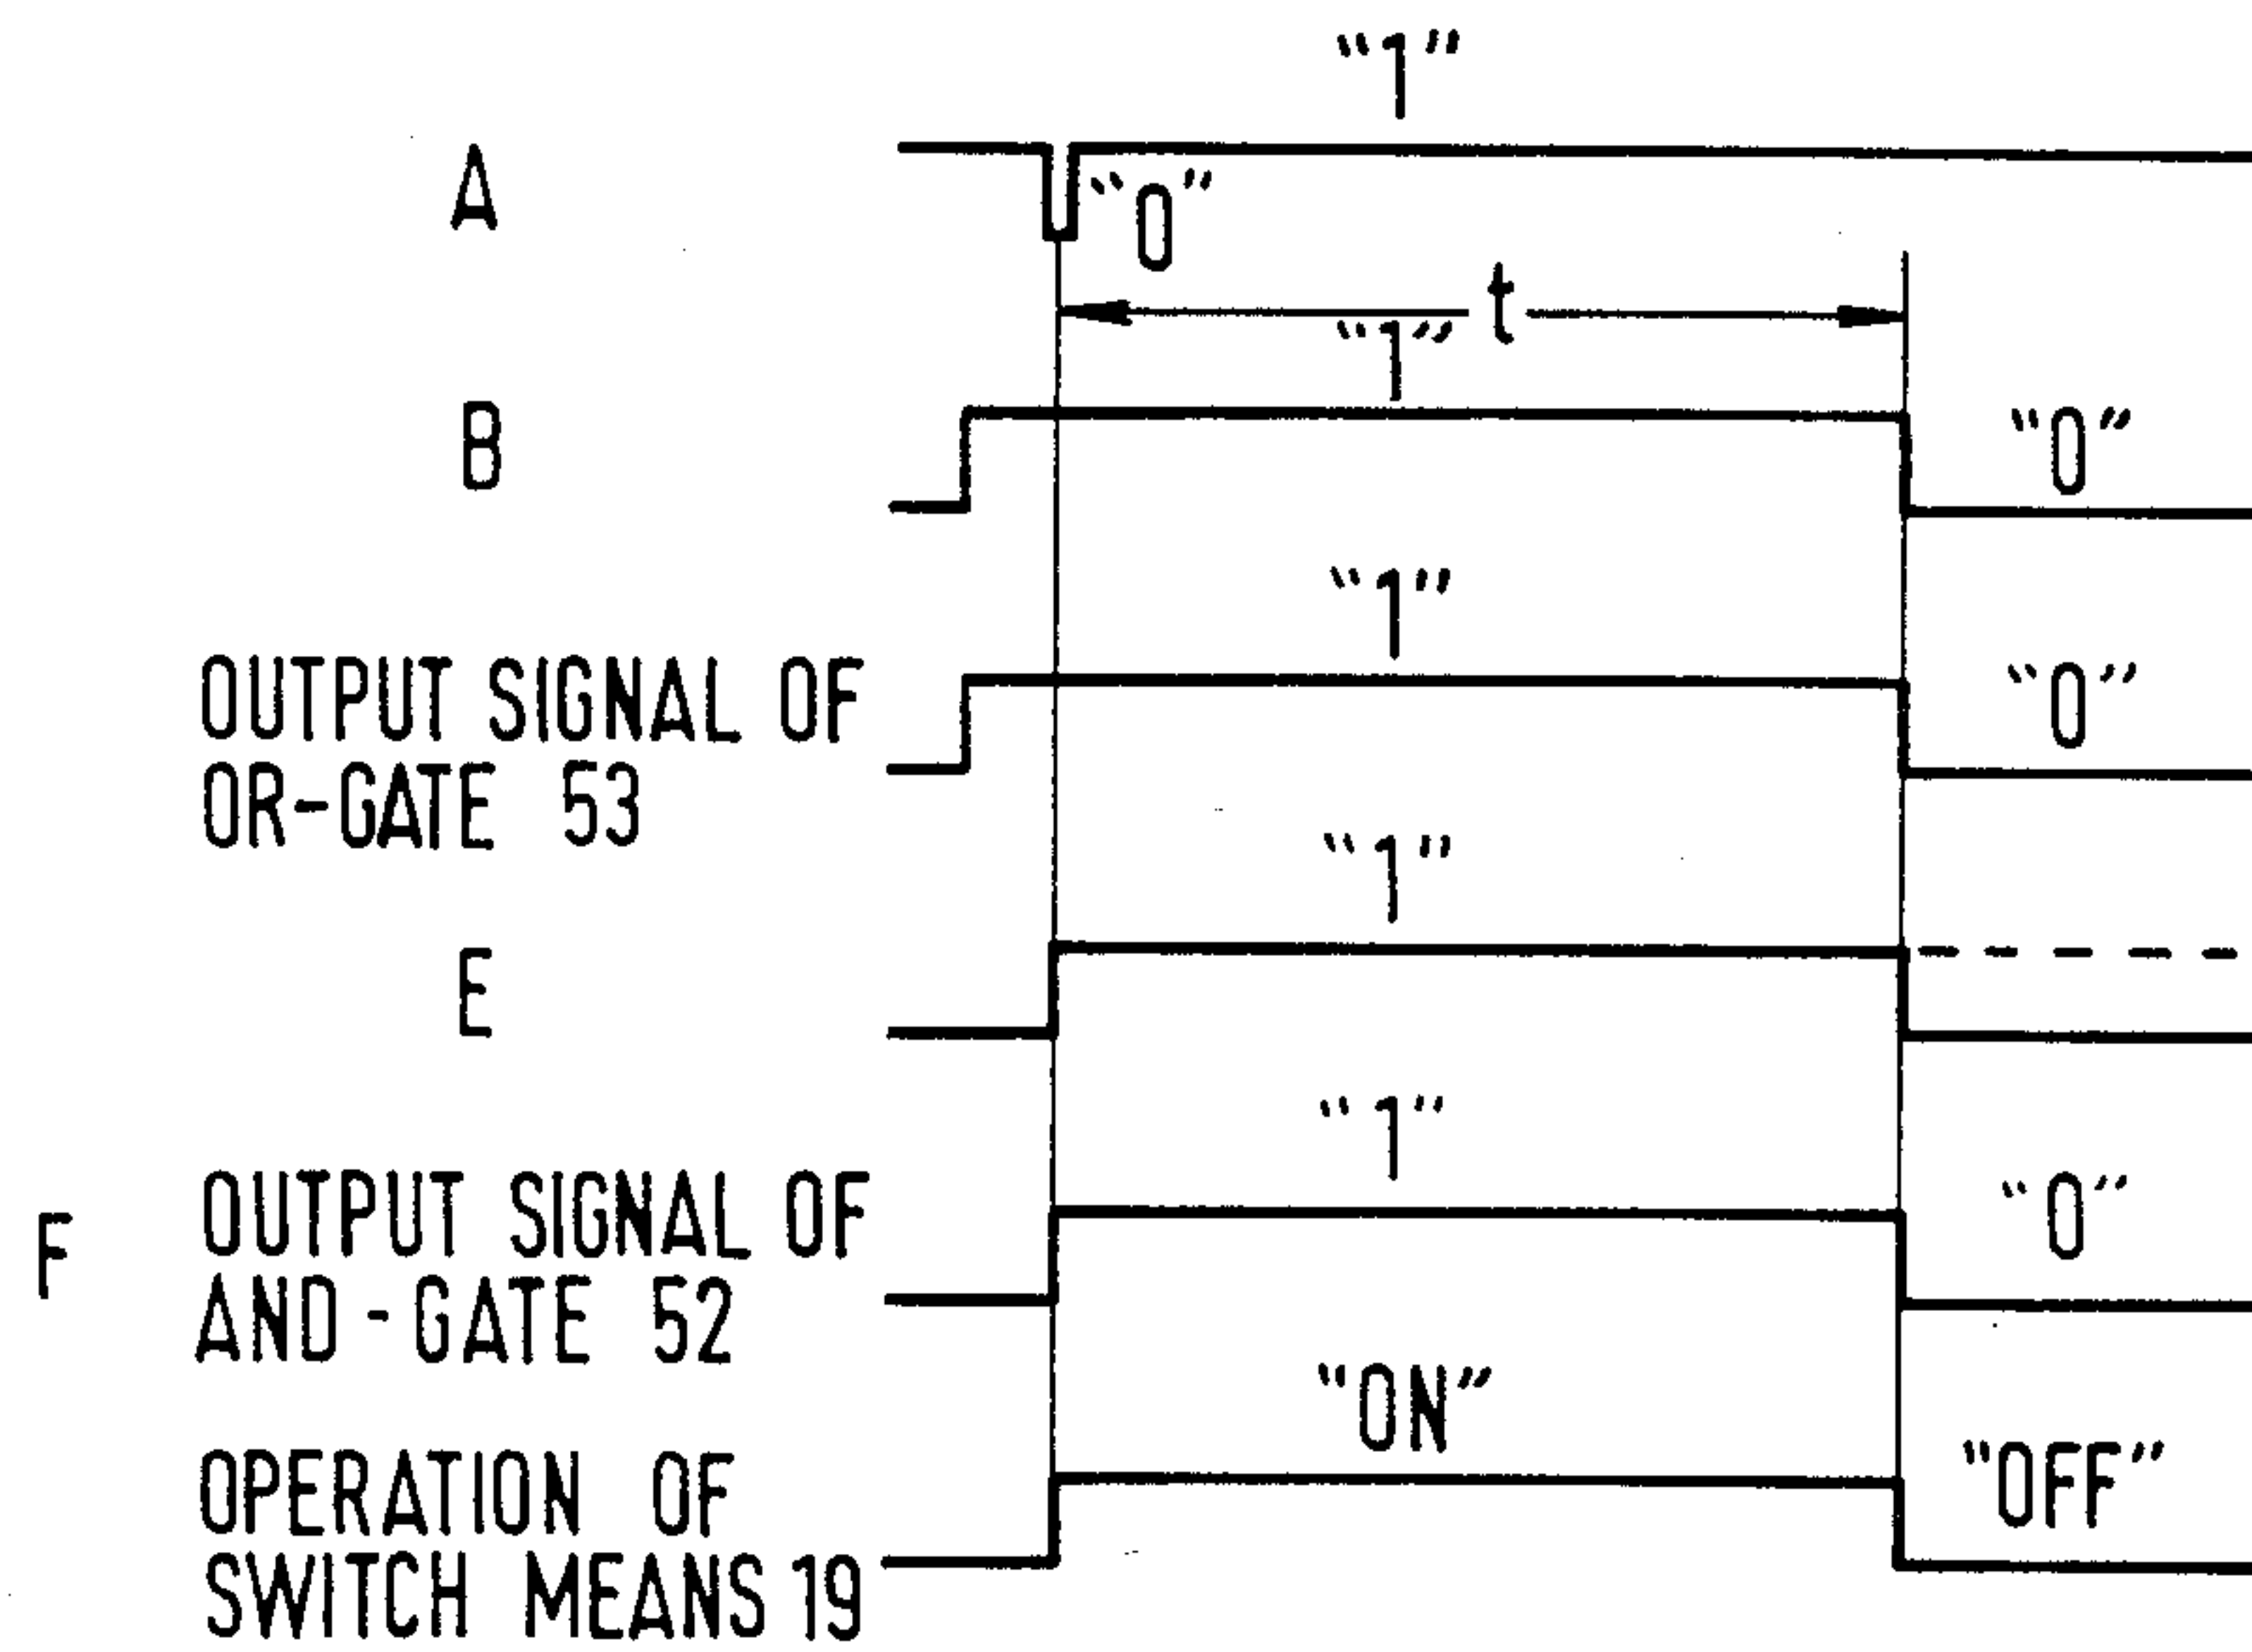 “1”
A
“0”
t
“1”
B
“0”
“1”
OUTPUT SIGNAL OF
OR-GATE 53
“0”
“1”
E
“1”
F
OUTPUT SIGNAL OF
AND-GATE 52
“0”
“ON”
OPERATION OF
SWITCH MEANS 19
“OFF”